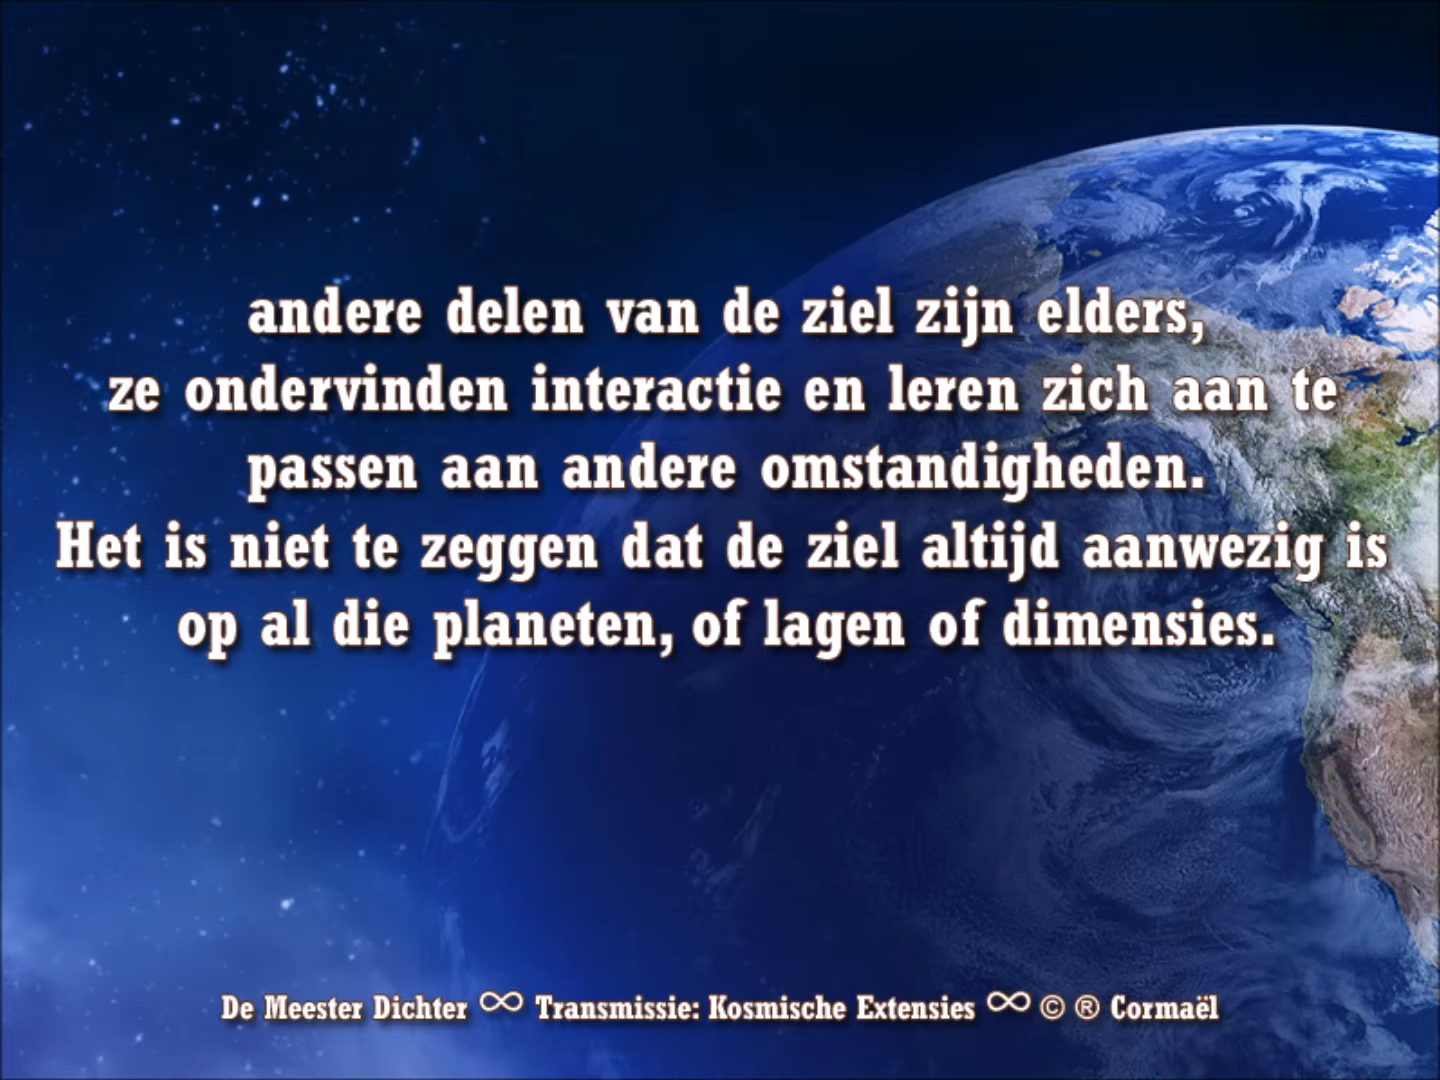 andere delen van de ziel zijn elders,
ze ondervinden interactie en leren zich aan te
passen aan andere omstandigheden.
Het is niet te zeggen dat de ziel altijd aanwezig is
op al die planeten, of lagen of dimensies.
De Meester Dichter ∞ Transmissie: Kosmische Extensies ∞ © ® Cormaël